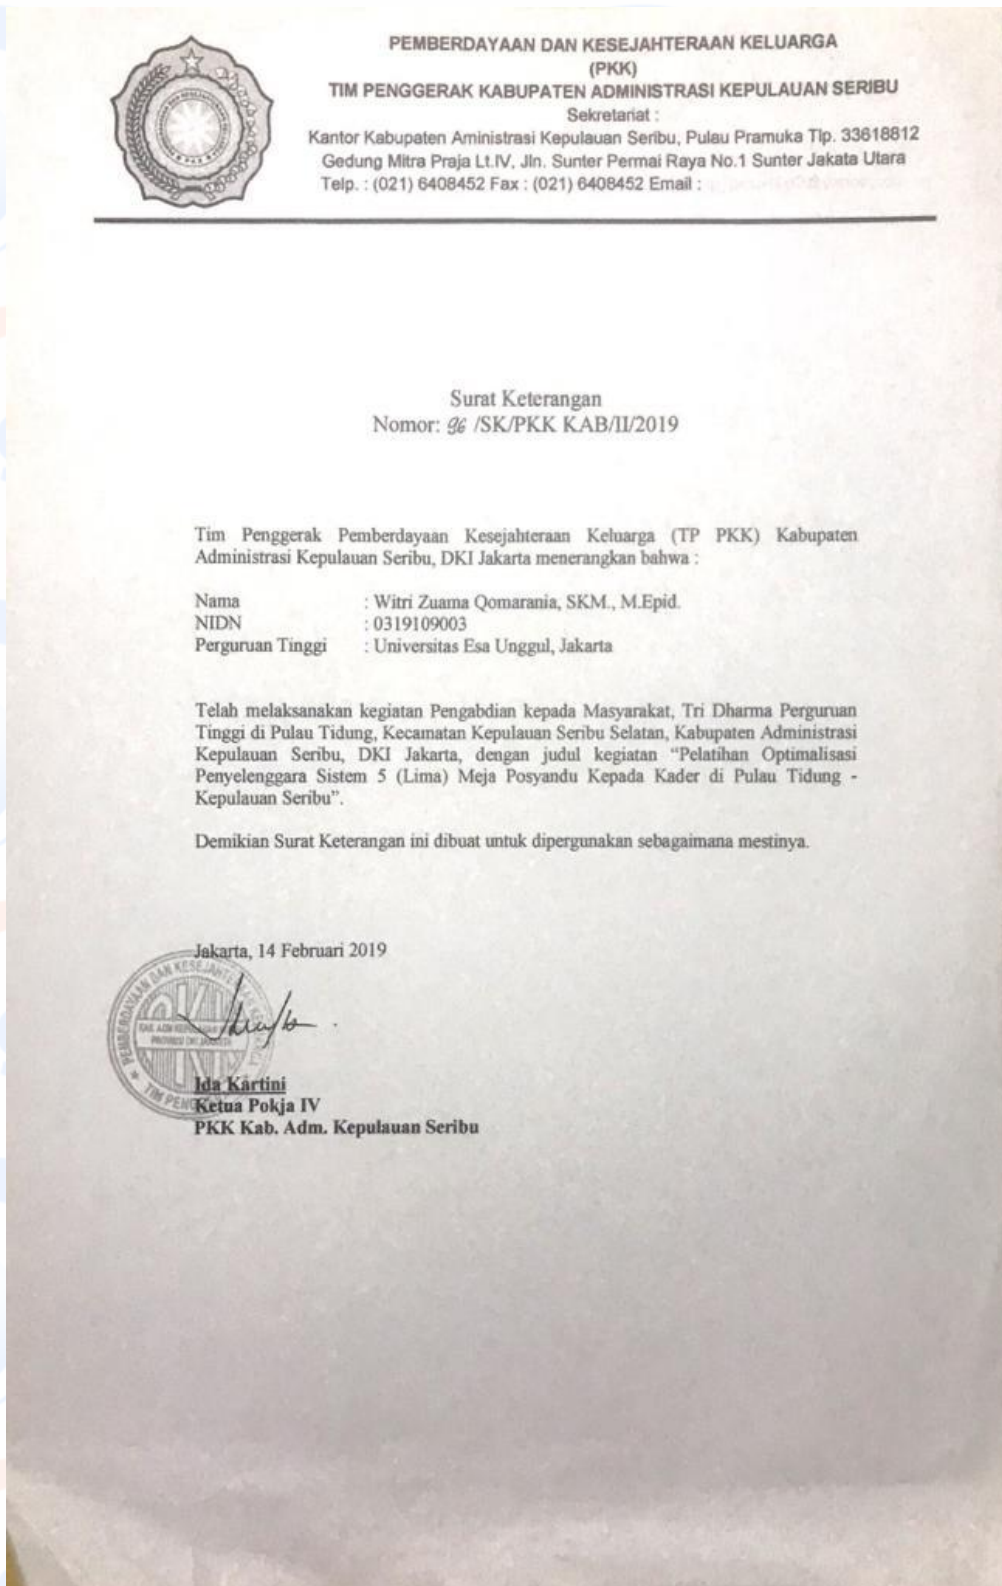 PEMBERDAYAAN DAN KESEJAHTERAAN KELUARGA
(PKK)
TIM PENGGERAK KABUPATEN ADMINISTRASI KEPULAUAN SERIBU
Sekretariat :
Kantor Kabupaten Aministrasi Kepulauan Seribu, Pulau Pramuka Tlp. 33618812
Gedung Mitra Praja Lt.IV, Jln. Sunter Permai Raya No.1 Sunter Jakata Utara
Telp. : (021) 6408452 Fax : (021) 6408452 Email :
Surat Keterangan
Nomor: 96 /SK/PKK KAB/II/2019
Tim Penggerak Pemberdayaan Kesejahteraan Keluarga (TP PKK) Kabupaten
Administrasi Kepulauan Seribu, DKI Jakarta menerangkan bahwa :
Nama : Witri Zuama Qomarania, SKM., M.Epid.
NIDN : 0319109003
Perguruan Tinggi : Universitas Esa Unggul, Jakarta
Telah melaksanakan kegiatan Pengabdian kepada Masyarakat, Tri Dharma Perguruan
Tinggi di Pulau Tidung, Kecamatan Kepulauan Seribu Selatan, Kabupaten Administrasi
Kepulauan Seribu, DKI Jakarta, dengan judul kegiatan “Pelatihan Optimalisasi
Penyelenggara Sistem 5 (Lima) Meja Posyandu Kepada Kader di Pulau Tidung -
Kepulauan Seribu”.
Demikian Surat Keterangan ini dibuat untuk dipergunakan sebagaimana mestinya.
Jakarta, 14 Februari 2019
Ida Kartini
Ketua Pokja IV
PKK Kab. Adm. Kepulauan Seribu